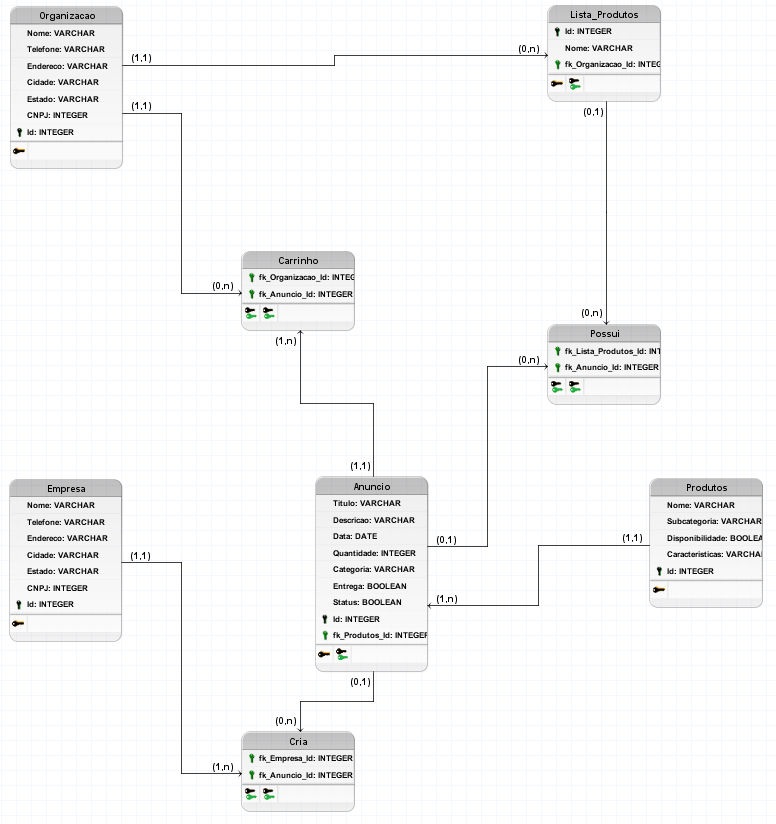 Organizacao
Nome: VARCHAR
Telefone: VARCHAR
Endereco: VARCHAR
Cidade: VARCHAR
Estado: VARCHAR
CNPJ: INTEGER
Id: INTEGER
(1,1)
(1,1)
(0,n)
Lista_Produtos
Id: INTEGER
Nome: VARCHAR
fk_Organizacao_Id: INTEG
(0,1)
(0,n)
Carrinho
fk_Organizacao_Id: INTEG
fk_Anuncio_Id: INTEGER
(0,n)
(1,n)
Possui
fk_Lista_Produtos_Id: INT
fk_Anuncio_Id: INTEGER
(0,n)
(1,1)
Empresa
Nome: VARCHAR
Telefone: VARCHAR
Endereco: VARCHAR
Cidade: VARCHAR
Estado: VARCHAR
CNPJ: INTEGER
Id: INTEGER
(1,1)
Anuncio
Titulo: VARCHAR
Descricao: VARCHAR
Data: DATE
Quantidade: INTEGER
Categoria: VARCHAR
Entrega: BOOLEAN
Status: BOOLEAN
Id: INTEGER
fk_Produtos_Id: INTEGER
(0,1)
(1,n)
(1,1)
Produtos
Nome: VARCHAR
Subcategoria: VARCHAR
Disponibilidade: BOOLEA
Caracteristicas: VARCHA
Id: INTEGER
(0,1)
(0,n)
(1,n)
Cria
fk_Empresa_Id: INTEGER
fk_Anuncio_Id: INTEGER